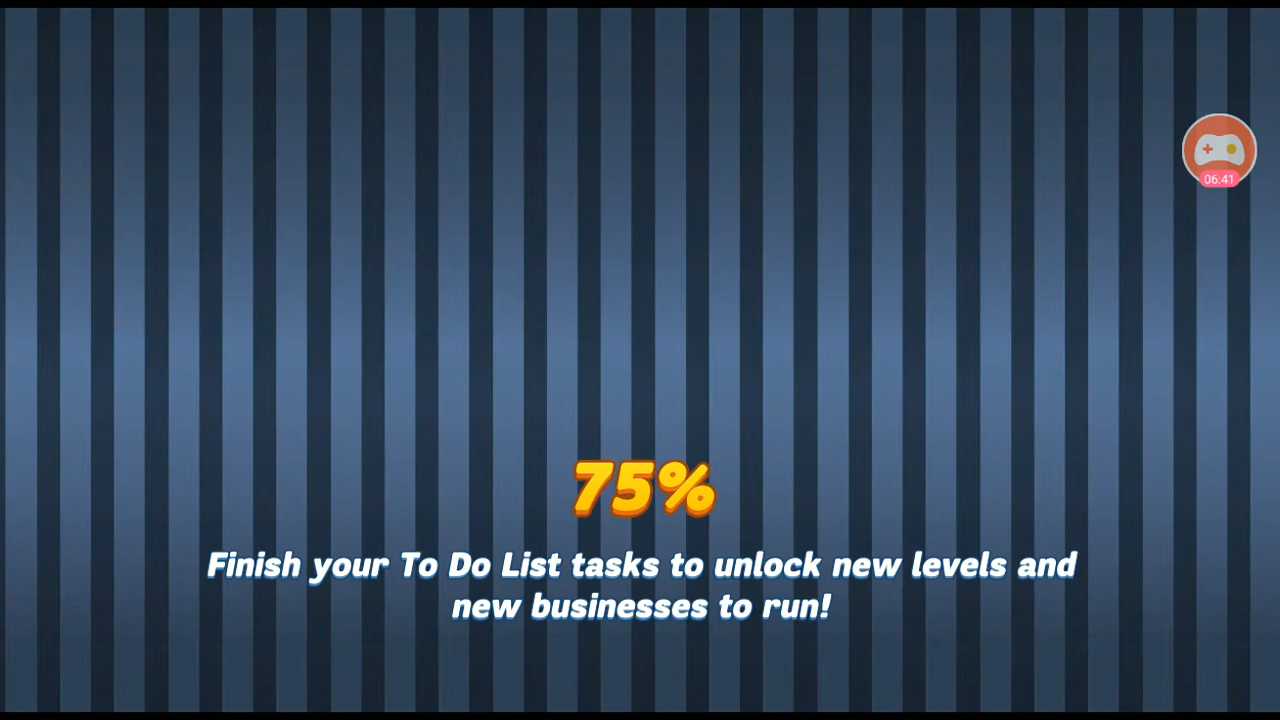 06:41
75%
Finish your To Do List tasks to unlock new levels and
new businesses to run!